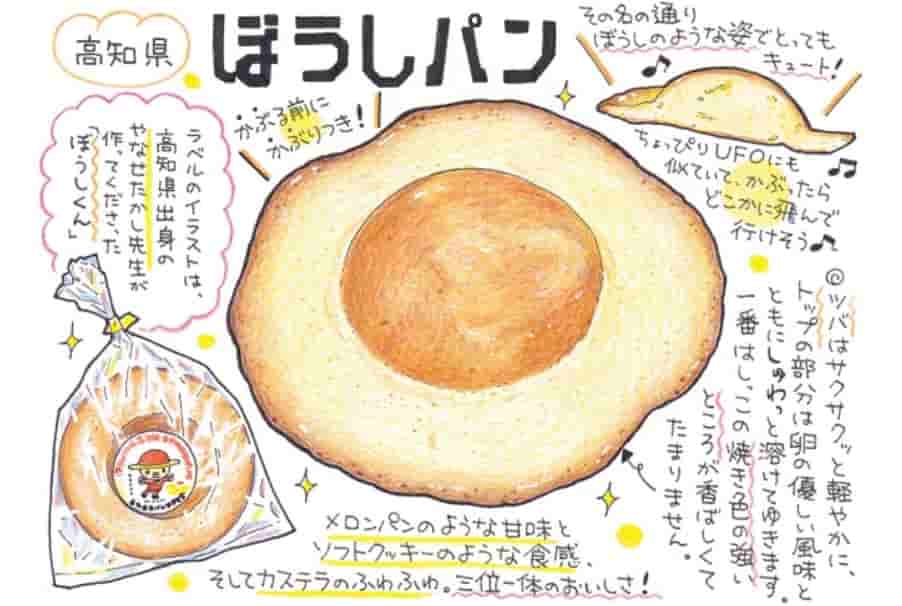 高知県
ぼうしパン
その名の通り
ぼうしのような姿でとっても
キュート!
かぶる前に
かぶりつき!
ちょっぴりUFOにも
似ていて、かぶったら
どこかに飛んで
行けそう♪
ラベルのイラストは、
高知県出身の
やなせたかし先生が
作ってくださった
「ぼうしくん」
◎ツバはサクサクッと軽やかに、
トップの部分は卵の優しい風味と
ともにしゅわっと溶けてゆきます。
一番はしっこの焼き色の強い
ところが香ばしくて
たまりません。
メロンパンのような甘味と
ソフトクッキーのような食感、
そしてカステラのふわふわ。三位一体のおいしさ!